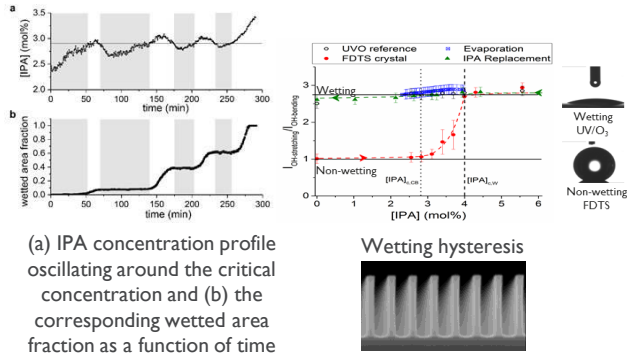 a
[IPA] (mol%)
3.5
3.0
2.5
2.0
0 50 100 150 200 250 300
time (min)
b
wetted area fraction
1.0
0.8
0.6
0.4
0.2
0.0
0 50 100 150 200 250 300
time (min)
(a) IPA concentration profile
oscillating around the critical
concentration and (b) the
corresponding wetted area
fraction as a function of time
UVO reference
Evaporation
FDTS crystal
IPA Replacement
I OH-stretching/I OH-bending
3
2
1
0
Wetting
Non-wetting
[IPA]c,CB
[IPA]c,W
0 1 2 3 4 5 6
[IPA] (mol%)
Wetting
UV/O3
Non-wetting
FDTS
Wetting hysteresis